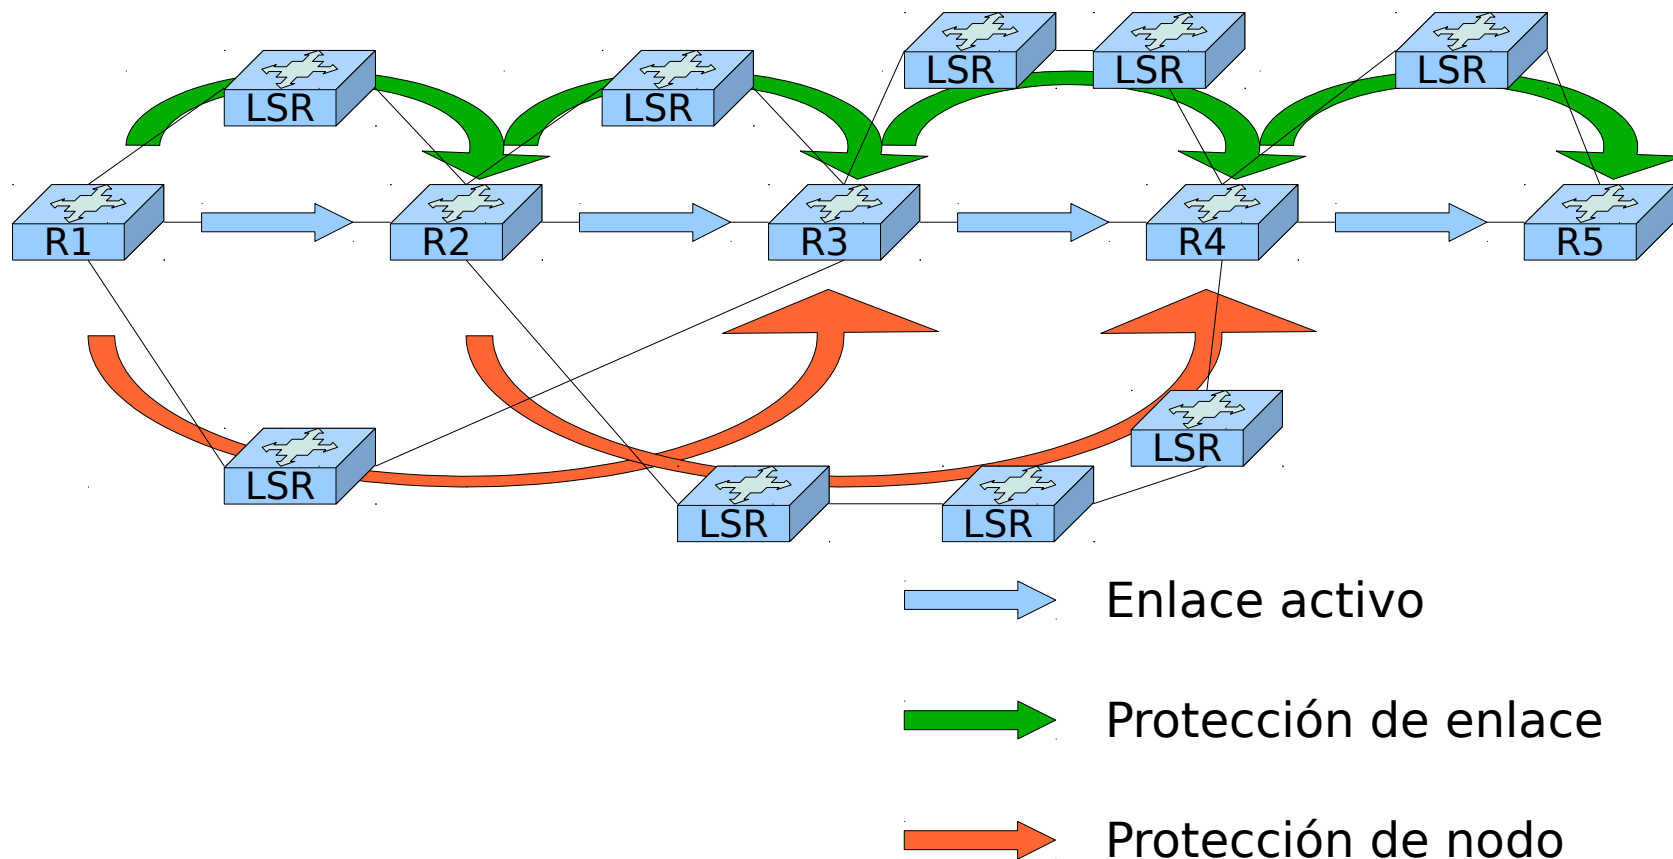 LSR LSR
LSR LSR LSR
R1 R2 R3 R4 R5
LSR
LSR
LSR LSR
Enlace activo
Protección de enlace
Protección de nodo